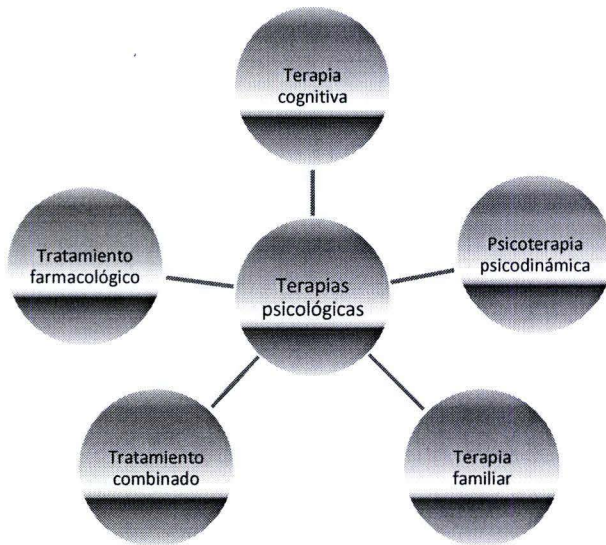 Terapia
cognitiva
Tratamiento
farmacológico
Psicoterapia
psicodinámica
Terapias
psicológicas
Tratamiento
combinado
Terapia
familiar